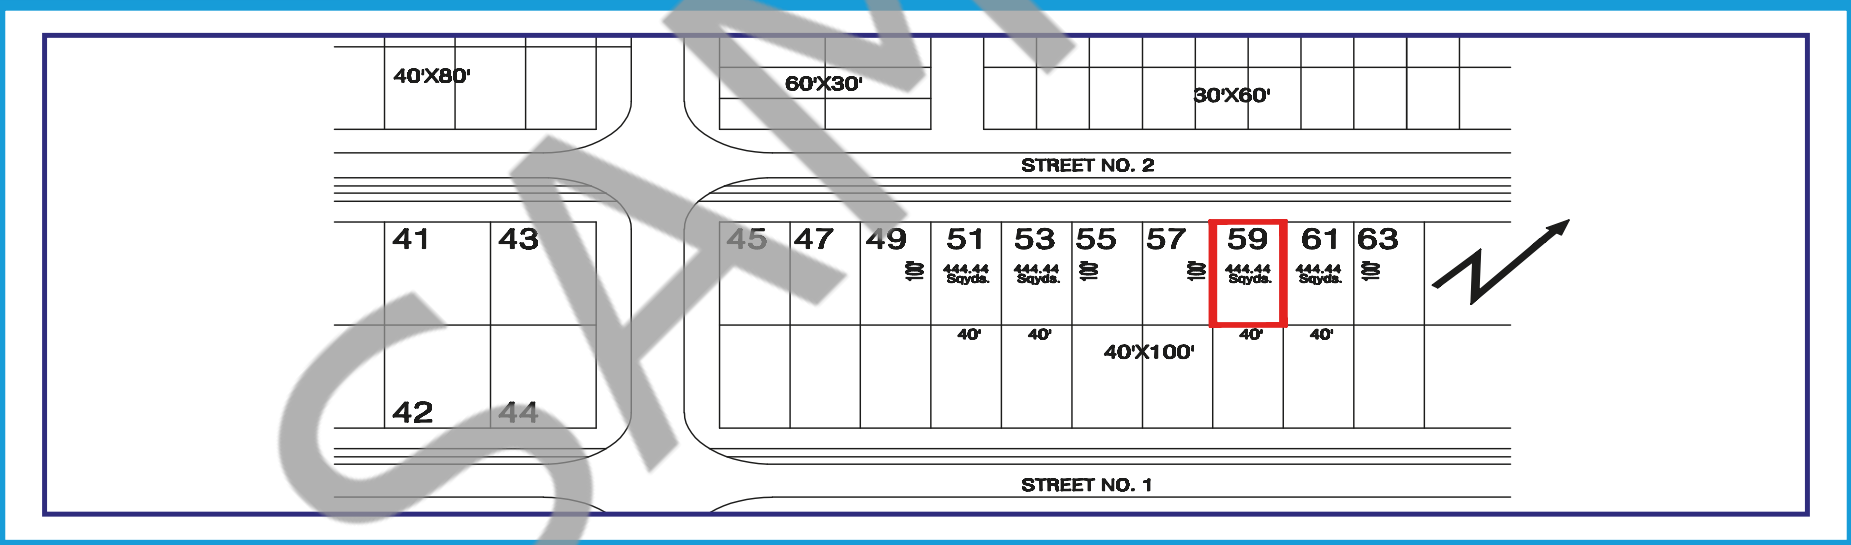 40'X80'
60'X30'
30'X60'
STREET NO. 2
41 43 45 47 49 51 53 55 57 59 61 63
100' 444.44 444.44 100' 100' 444.44 444.44 100'
Sqyds. Sqyds. Sqyds. Sqyds.
40' 40' 40' 40'
40'X100'
42 44
STREET NO. 1
SAM